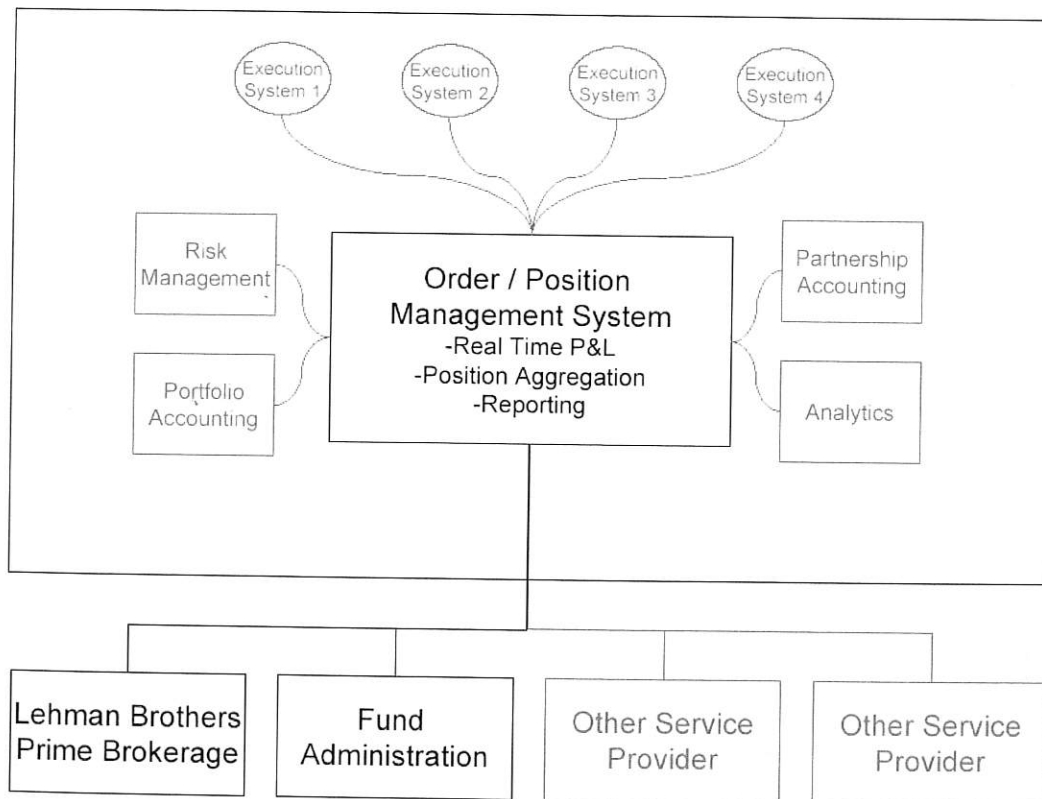 Execution
System 1
Execution
System 2
Execution
System 3
Execution
System 4
Risk
Management
Order / Position
Management System
-Real Time P&L
-Position Aggregation
-Reporting
Partnership
Accounting
Portfolio
Accounting
Analytics
Lehman Brothers
Prime Brokerage
Fund
Administration
Other Service
Provider
Other Service
Provider